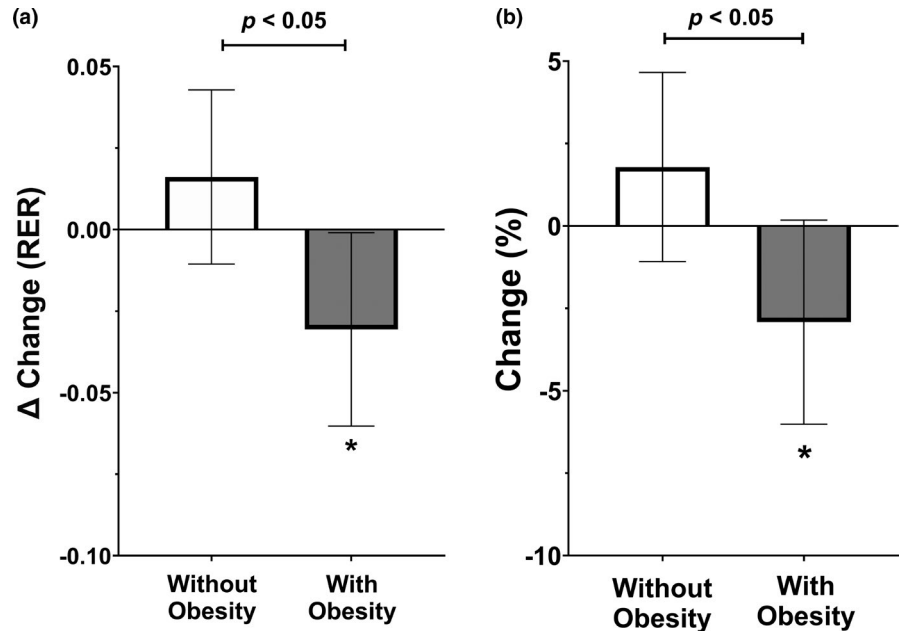 (a)
p < 0.05
Δ Change (RER)
0.05
0.00
-0.05
-0.10
*
Without
Obesity
With
Obesity
(b)
p < 0.05
Change (%)
5
0
-5
-10
*
Without
Obesity
With
Obesity